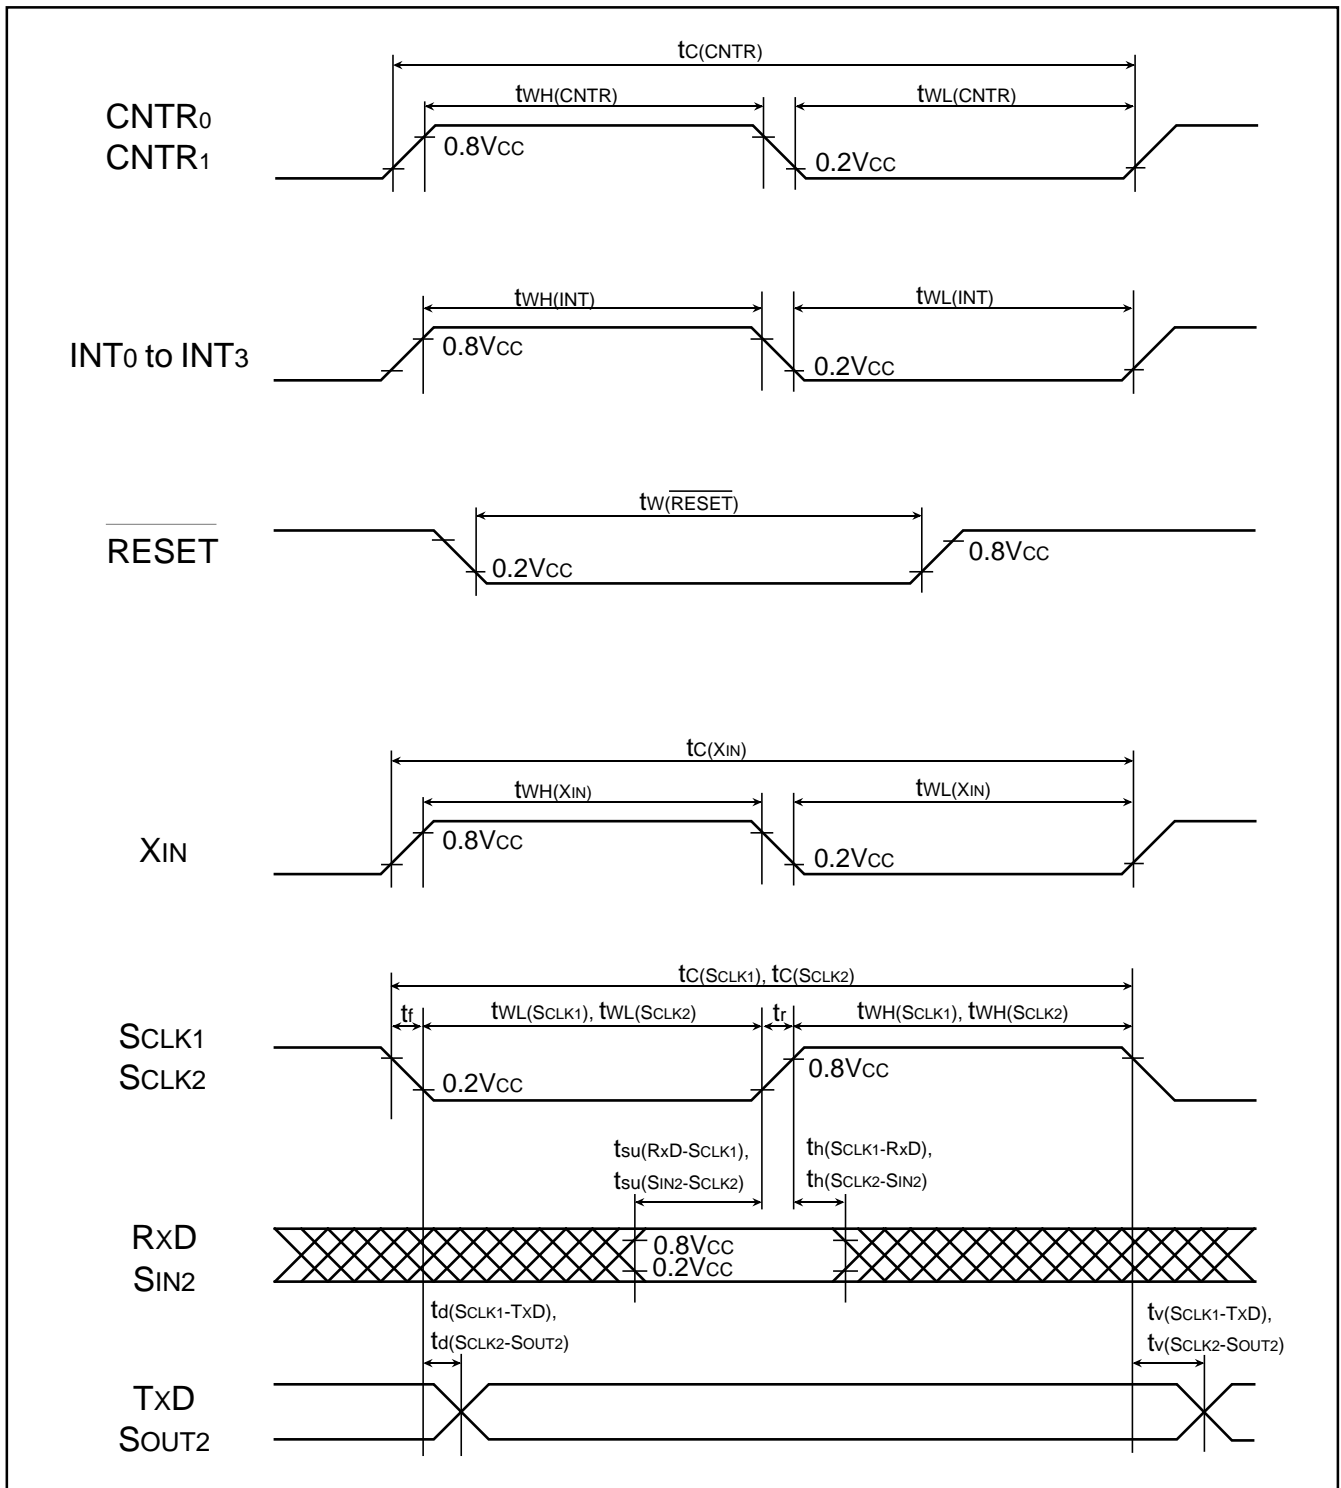 tC(CNTR)
tWH(CNTR)
tWL(CNTR)
CNTR0
CNTR1
0.8VCC
0.2VCC
tWH(INT)
tWL(INT)
INT0 to INT3
0.8VCC
0.2VCC
tW(RESET)
RESET
0.2VCC
0.8VCC
tC(XIN)
tWH(XIN)
tWL(XIN)
XIN
0.8VCC
0.2VCC
tC(SCLK1), tC(SCLK2)
tf
tWL(SCLK1), tWL(SCLK2)
tr
tWH(SCLK1), tWH(SCLK2)
SCLK1
SCLK2
0.2VCC
0.8VCC
tsu(RxD-SCLK1),
tsu(SIN2-SCLK2)
th(SCLK1-RxD),
th(SCLK2-SIN2)
RXD
SIN2
0.8VCC
0.2VCC
td(SCLK1-TXD),
td(SCLK2-SOUT2)
tv(SCLK1-TXD),
tv(SCLK2-SOUT2)
TXD
SOUT2